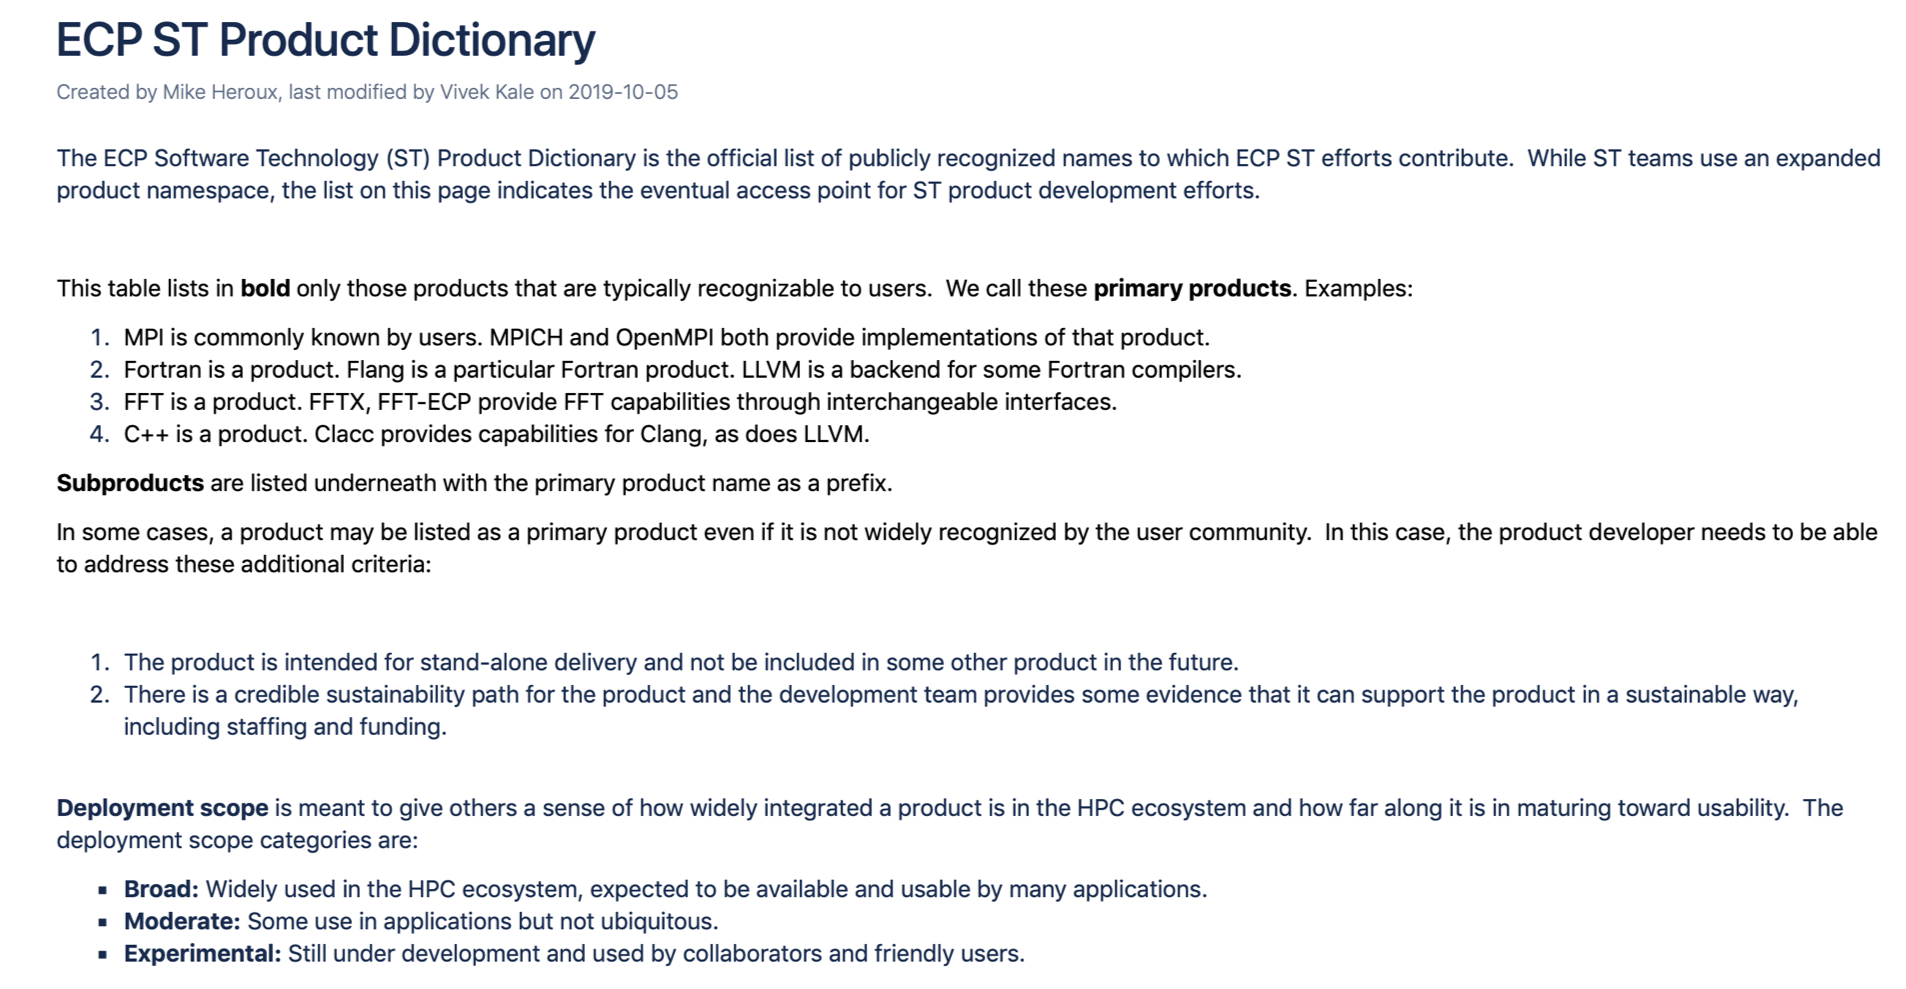 ECP ST Product Dictionary
Created by Mike Heroux, last modified by Vivek Kale on 2019-10-05
The ECP Software Technology (ST) Product Dictionary is the official list of publicly recognized names to which ECP ST efforts contribute.  While ST teams use an expanded
product namespace, the list on this page indicates the eventual access point for ST product development efforts.
This table lists in bold only those products that are typically recognizable to users.  We call these primary products. Examples:
1. MPI is commonly known by users. MPICH and OpenMPI both provide implementations of that product.
2. Fortran is a product. Flang is a particular Fortran product. LLVM is a backend for some Fortran compilers.
3. FFT is a product. FFTX, FFT-ECP provide FFT capabilities through interchangeable interfaces.
4. C++ is a product. Clacc provides capabilities for Clang, as does LLVM.
Subproducts are listed underneath with the primary product name as a prefix.
In some cases, a product may be listed as a primary product even if it is not widely recognized by the user community.  In this case, the product developer needs to be able
to address these additional criteria:
1. The product is intended for stand-alone delivery and not be included in some other product in the future.
2. There is a credible sustainability path for the product and the development team provides some evidence that it can support the product in a sustainable way,
including staffing and funding.
Deployment scope is meant to give others a sense of how widely integrated a product is in the HPC ecosystem and how far along it is in maturing toward usability.  The
deployment scope categories are:
▪ Broad: Widely used in the HPC ecosystem, expected to be available and usable by many applications.
▪ Moderate: Some use in applications but not ubiquitous.
▪ Experimental: Still under development and used by collaborators and friendly users.